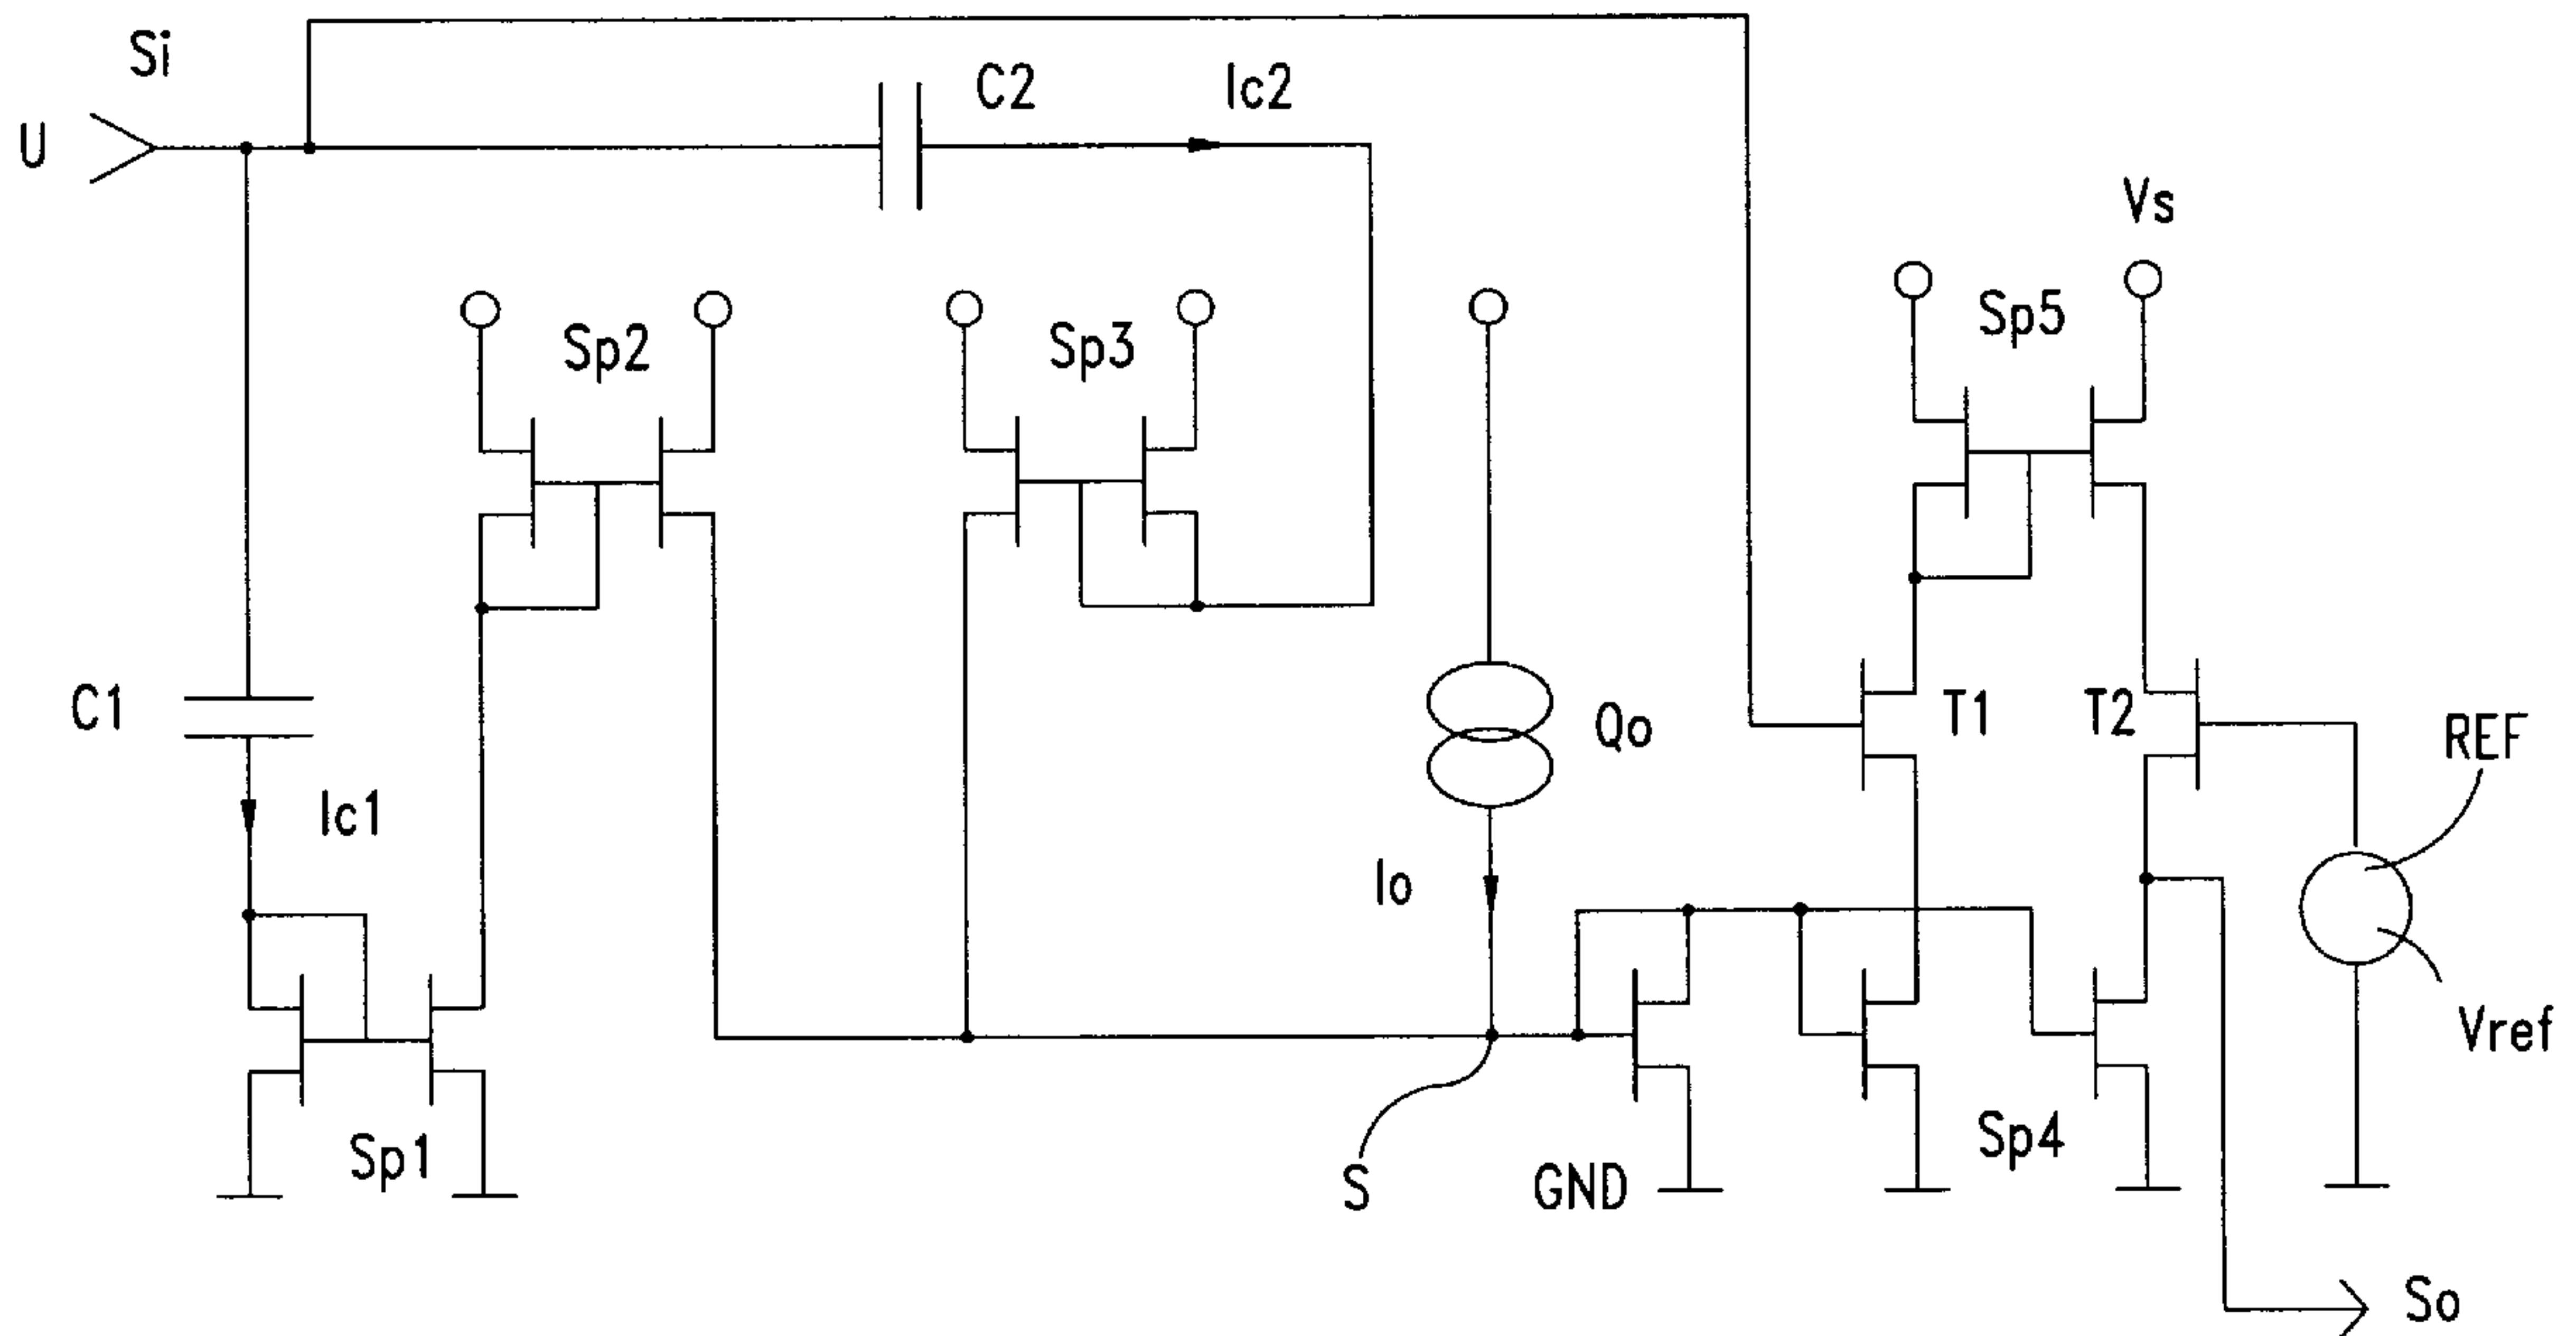 Si
U
C2
Ic2
Vs
Sp2
Sp3
Sp5
C1
Qo
T1
T2
REF
Ic1
Io
Vref
Sp1
S
GND
Sp4
So